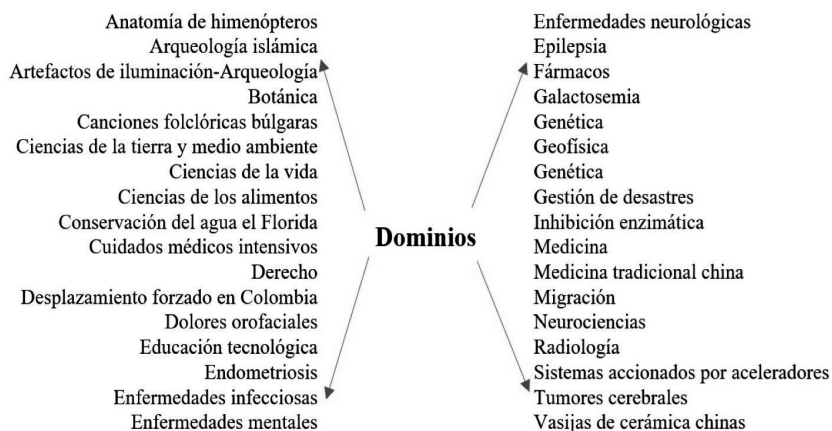 Anatomía de himenópteros
Arqueología islámica
Artefactos de iluminación-Arqueología
Botánica
Canciones folclóricas búlgaras
Ciencias de la tierra y medio ambiente
Ciencias de la vida
Ciencias de los alimentos
Conservación del agua el Florida
Cuidados médicos intensivos
Derecho
Desplazamiento forzado en Colombia
Dolores orofaciales
Educación tecnológica
Endometriosis
Enfermedades infecciosas
Enfermedades mentales
Dominios
Enfermedades neurológicas
Epilepsia
Fármacos
Galactosemia
Genética
Geofísica
Genética
Gestión de desastres
Inhibición enzimática
Medicina
Medicina tradicional china
Migración
Neurociencias
Radiología
Sistemas accionados por aceleradores
Tumores cerebrales
Vasijas de cerámica chinas